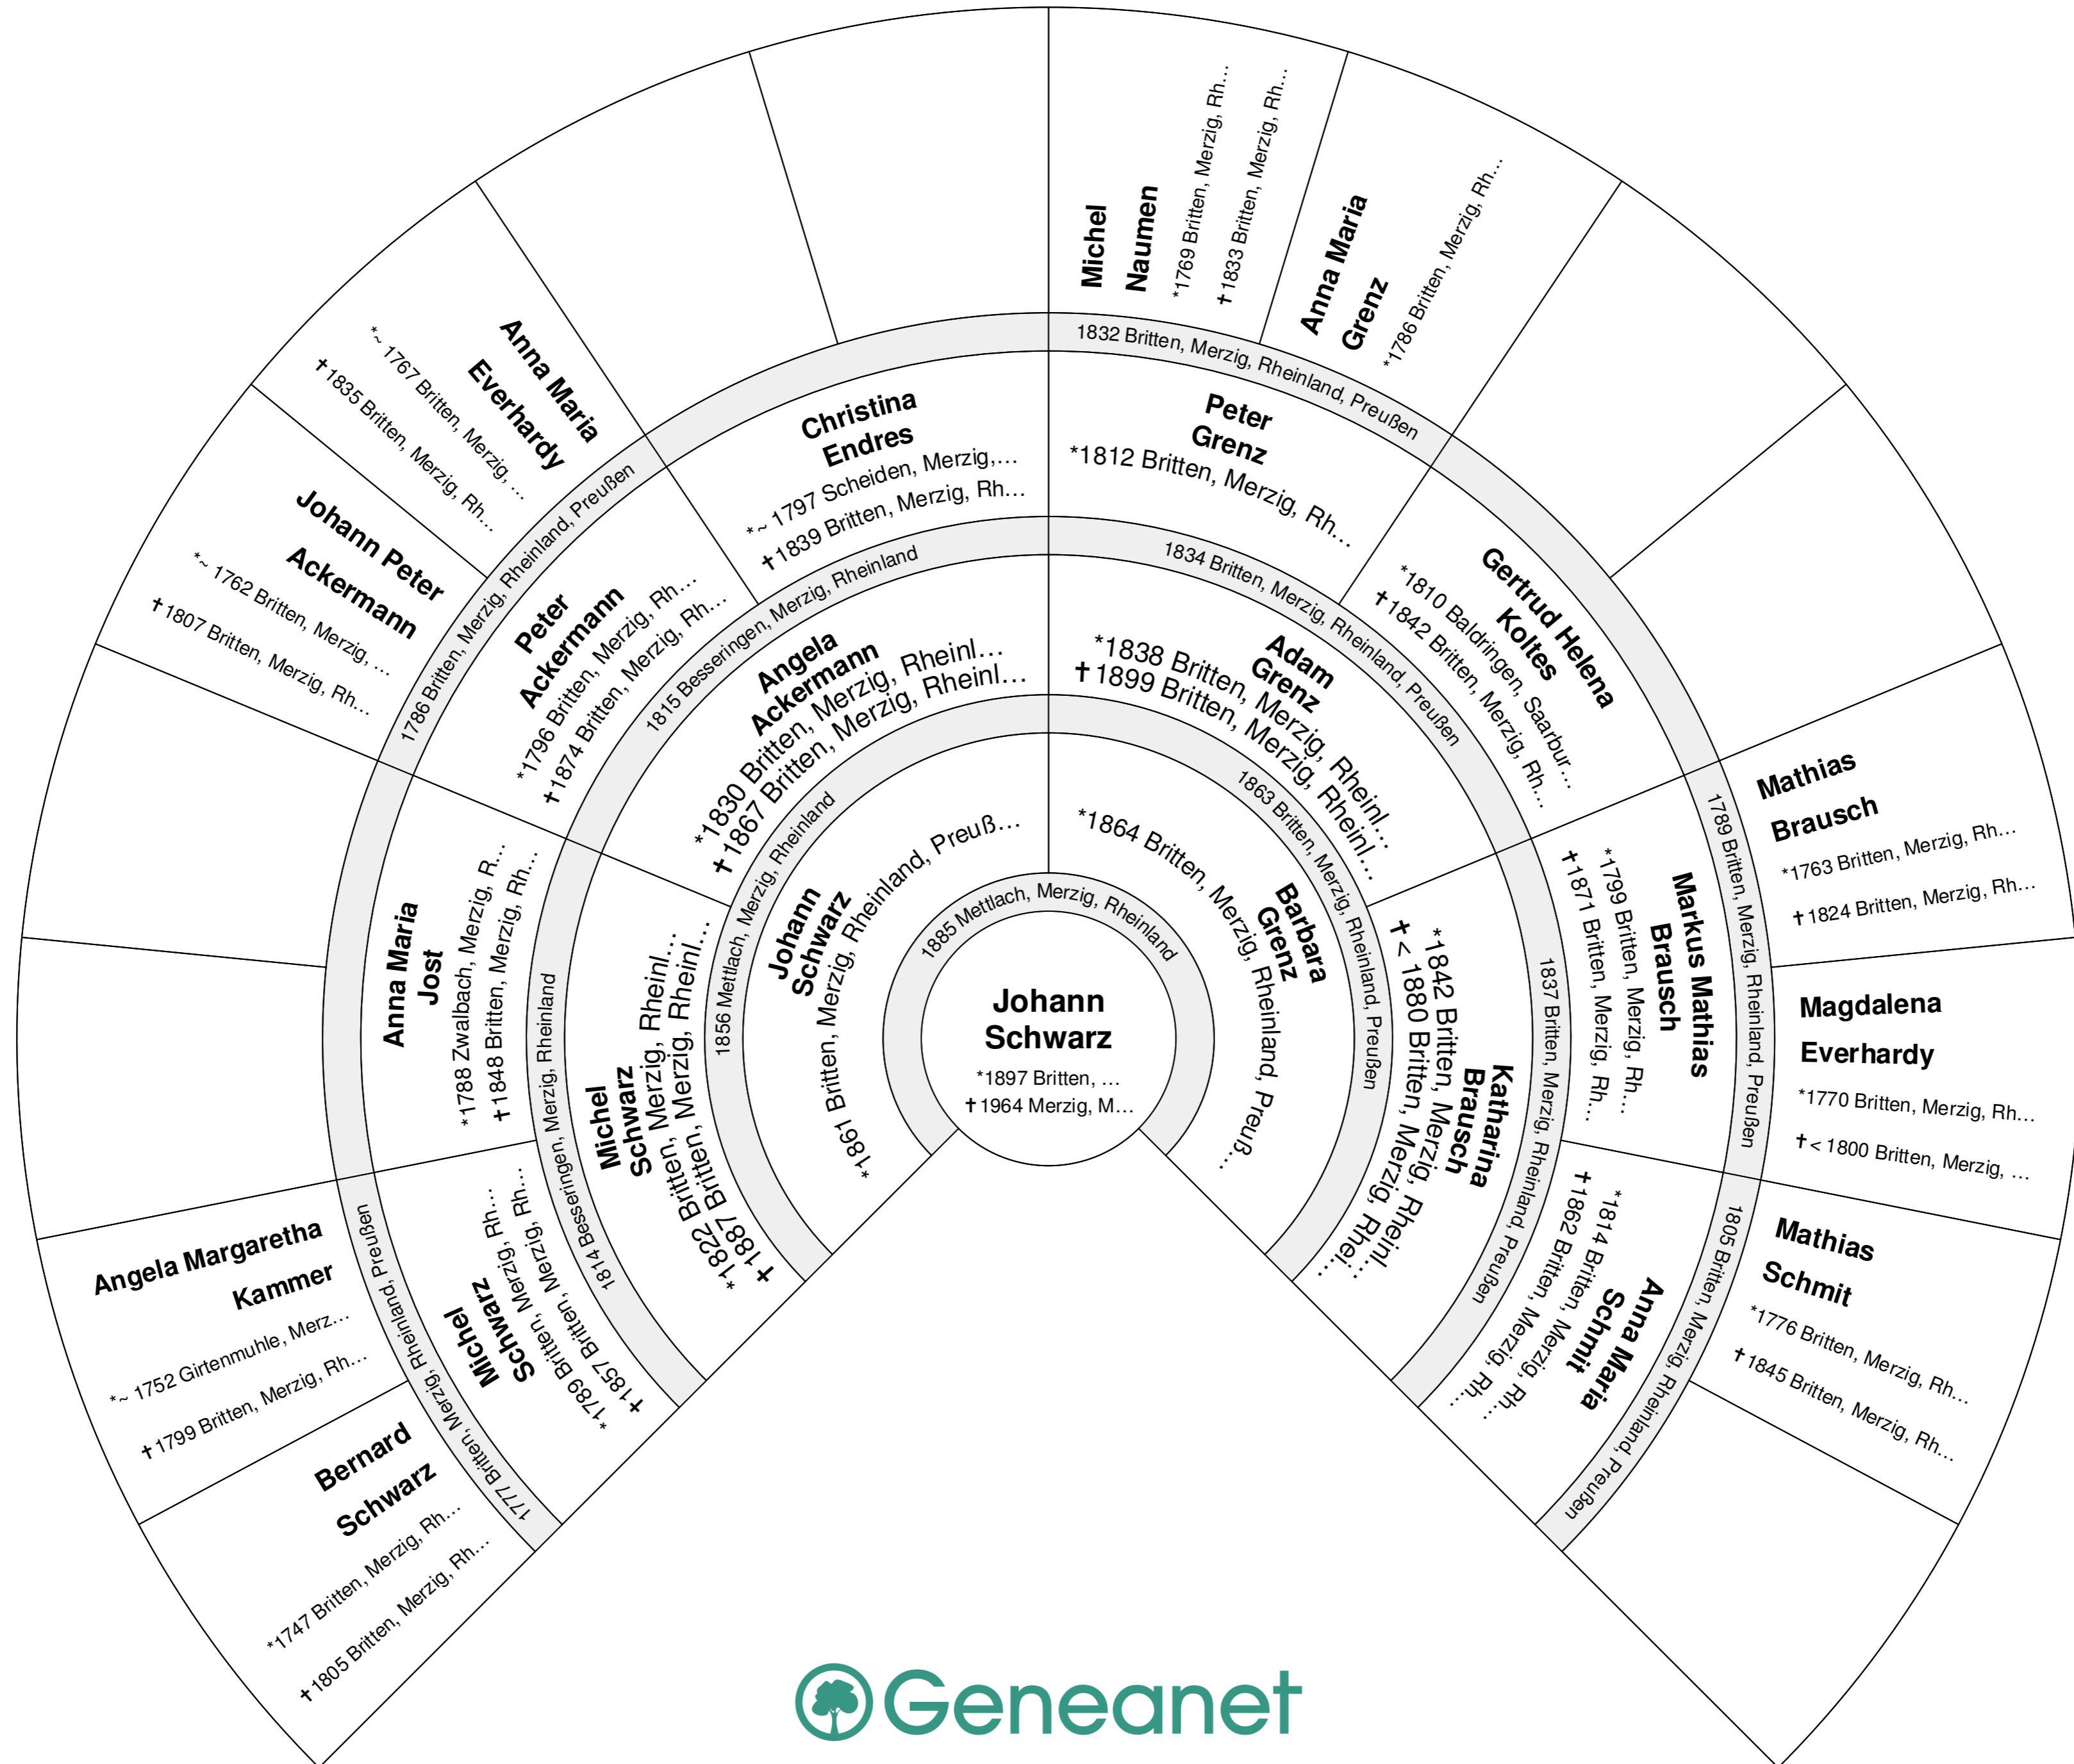 Johann
Schwarz
*1897 Britten, ...
†1964 Merzig, M...
1885 Mettlach, Merzig, Rheinland
Johann
Schwarz
*1861 Britten, Merzig, Rheinland, Preuß...
Barbara
Grenz
*1864 Britten, Merzig, Rheinland, Preuß...
1856 Mettlach, Merzig, Rheinland
1863 Britten, Merzig, Rheinland, Preußen
Michel
Schwarz
*1822 Britten, Merzig, Rheinl...
†1887 Britten, Merzig, Rheinl...
Angela
Ackermann
*1830 Britten, Merzig, Rheinl...
†1867 Britten, Merzig, Rheinl...
Adam
Grenz
*1838 Britten, Merzig, Rheinl...
†1899 Britten, Merzig, Rheinl...
Katharina
Brausch
*1842 Britten, Merzig, Rheinl...
†< 1880 Britten, Merzig, Rhei...
1814 Besseringen, Merzig, Rheinland
1815 Besseringen, Merzig, Rheinland
1834 Britten, Merzig, Rheinland, Preußen
1837 Britten, Merzig, Rheinland, Preußen
Michel
Schwarz
*1789 Britten, Merzig, Rh...
†1857 Britten, Merzig, Rh...
Anna Maria
Jost
*1788 Zwalbach, Merzig, R...
†1848 Britten, Merzig, Rh...
Peter
Ackermann
*1796 Britten, Merzig, Rh...
†1874 Britten, Merzig, Rh...
Christina
Endres
*~ 1797 Scheiden, Merzig,...
†1839 Britten, Merzig, Rh...
Peter
Grenz
*1812 Britten, Merzig, Rh...
Gertrud Helena
Koltes
*1810 Baldringen, Saarbur...
†1842 Britten, Merzig, Rh...
Markus Mathias
Brausch
*1799 Britten, Merzig, Rh...
†1871 Britten, Merzig, Rh...
Anna Maria
Schmit
*1814 Britten, Merzig, Rh...
†1862 Britten, Merzig, Rh...
1777 Britten, Merzig, Rheinland, Preußen
1786 Britten, Merzig, Rheinland, Preußen
1832 Britten, Merzig, Rheinland, Preußen
1789 Britten, Merzig, Rheinland, Preußen
1805 Britten, Merzig, Rheinland, Preußen
Bernard
Schwarz
*1747 Britten, Merzig, Rh...
†1805 Britten, Merzig, Rh...
Angela Margaretha
Kammer
*~ 1752 Girtenmuhle, Merz...
†1799 Britten, Merzig, Rh...
Johann Peter
Ackermann
*~ 1762 Britten, Merzig, ...
†1807 Britten, Merzig, Rh...
Anna Maria
Everhardy
*~ 1767 Britten, Merzig, ...
†1835 Britten, Merzig, Rh...
Michel
Naumen
*1769 Britten, Merzig, Rh...
†1833 Britten, Merzig, Rh...
Anna Maria
Grenz
*1786 Britten, Merzig, Rh...
Mathias
Brausch
*1763 Britten, Merzig, Rh...
†1824 Britten, Merzig, Rh...
Magdalena
Everhardy
*1770 Britten, Merzig, Rh...
†< 1800 Britten, Merzig, ...
Mathias
Schmit
*1776 Britten, Merzig, Rh...
†1845 Britten, Merzig, Rh...
Geneanet